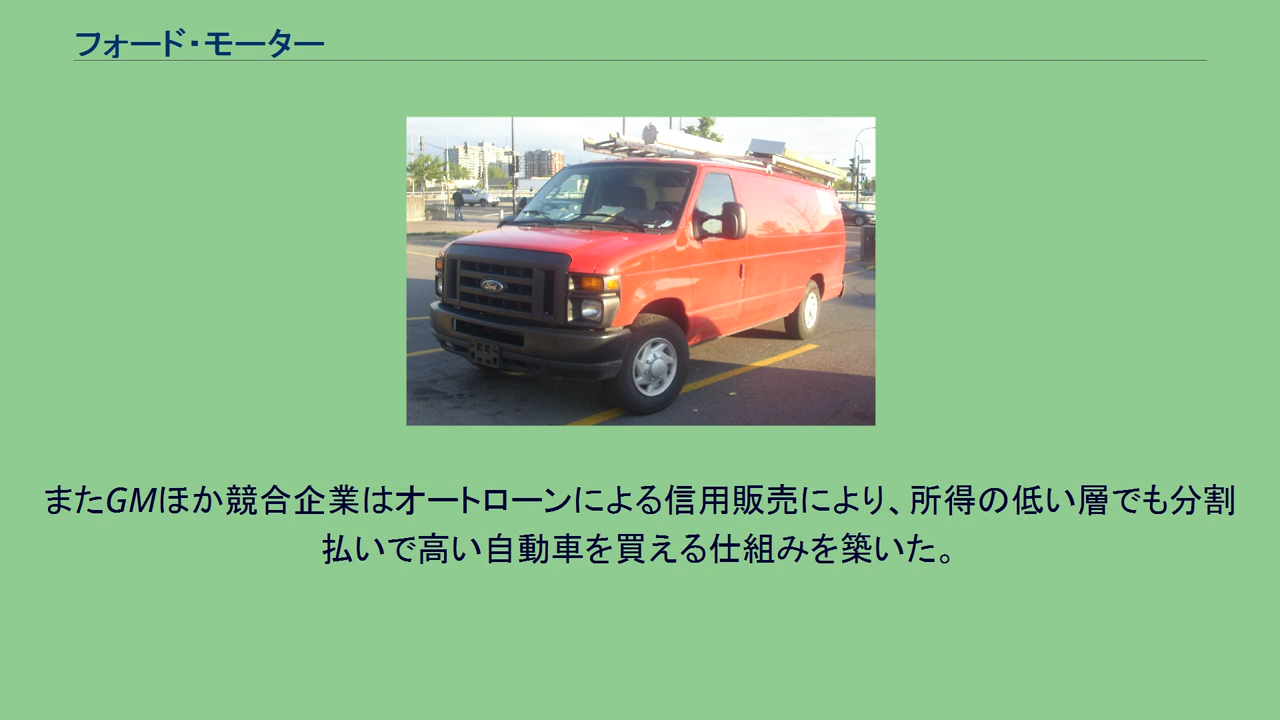 フォード・モーター
Ford
またGMほか競合企業はオートローンによる信用販売により、所得の低い層でも分割
払いで高い自動車を買える仕組みを築いた。